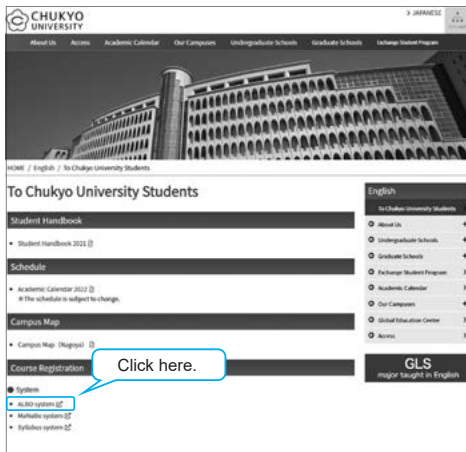 CHUKYO
UNIVERSITY
> JAPANESE
About Us Access Academic Calendar Our Campuses Undergraduate Schools Graduate Schools Exchange Student Program
HOME / English / To Chukyo University Students
To Chukyo University Students
Student Handbook
Student Handbook 2021
Schedule
Academic Calendar 2022
※The schedule is subject to change.
Campus Map
Campus Map (Nagoya)
Course Registration
Click here.
System
ALBO system
MaNaBo system
Syllabus system
English
To Chukyo University Students
About Us
Undergraduate Schools
Graduate Schools
Exchange Student Program
Academic Calendar
Our Campuses
Global Education Center
Access
GLS
major taught in English